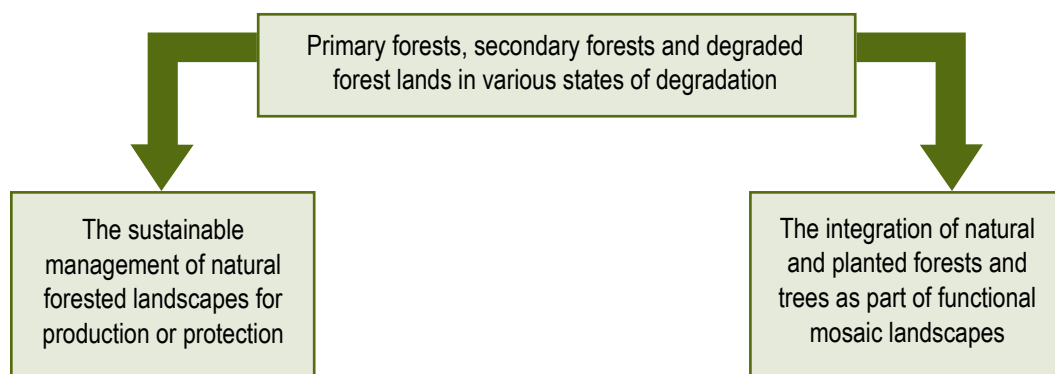 Primary forests, secondary forests and degraded
forest lands in various states of degradation
The sustainable
management of natural
forested landscapes for
production or protection
The integration of natural
and planted forests and
trees as part of functional
mosaic landscapes